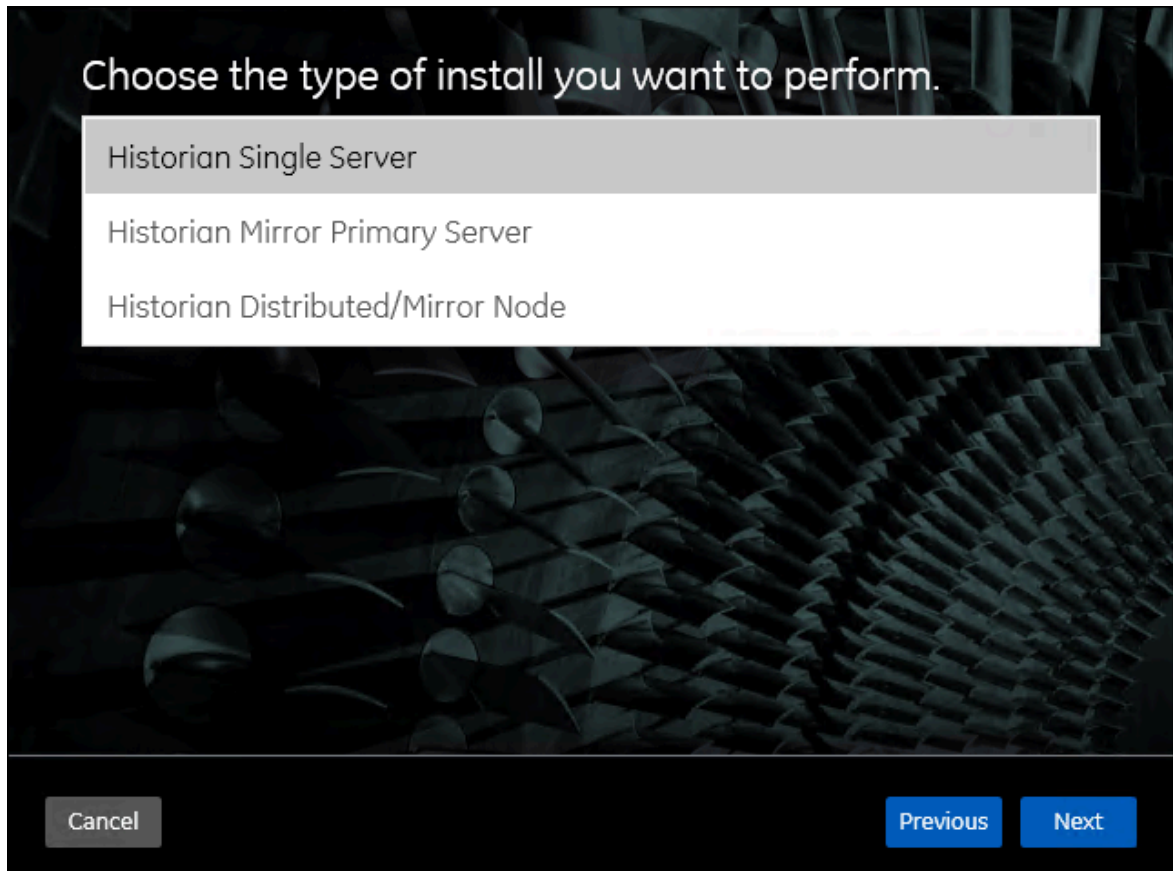 Choose the type of install you want to perform.
Historian Single Server
Historian Mirror Primary Server
Historian Distributed/Mirror Node
Cancel
Previous
Next